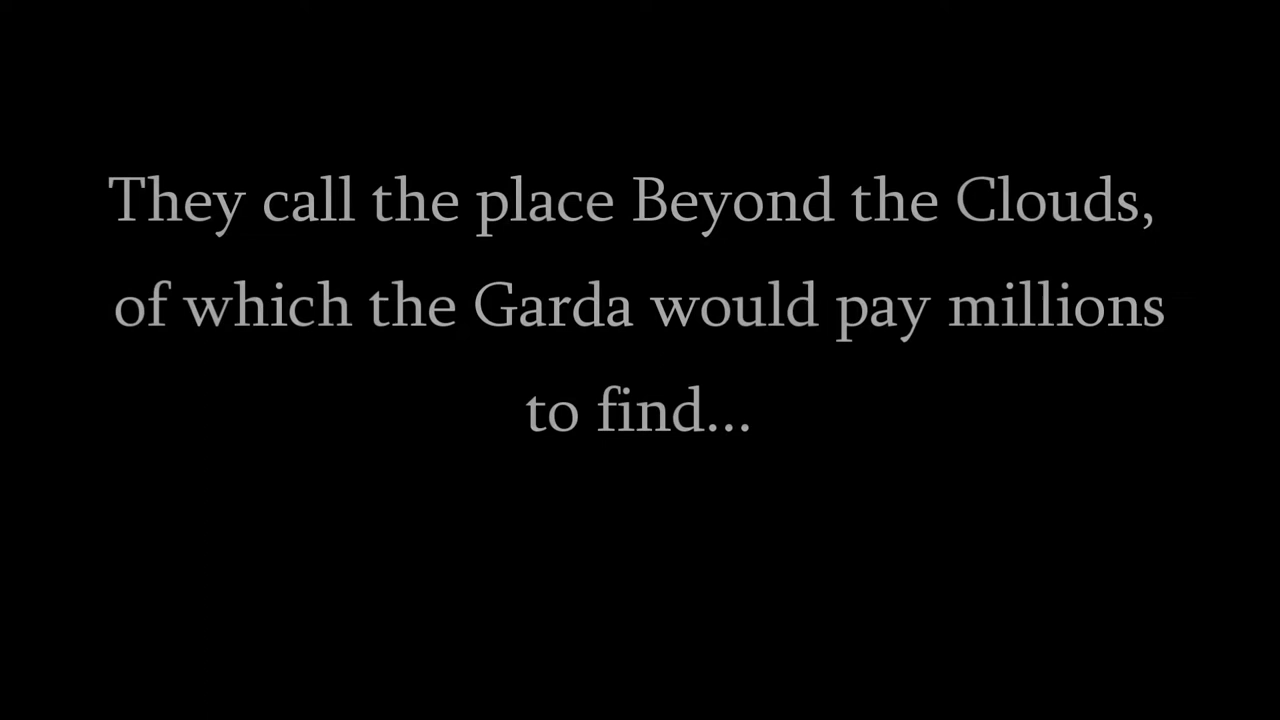 They call the place Beyond the Clouds,
of which the Garda would pay millions
to find...